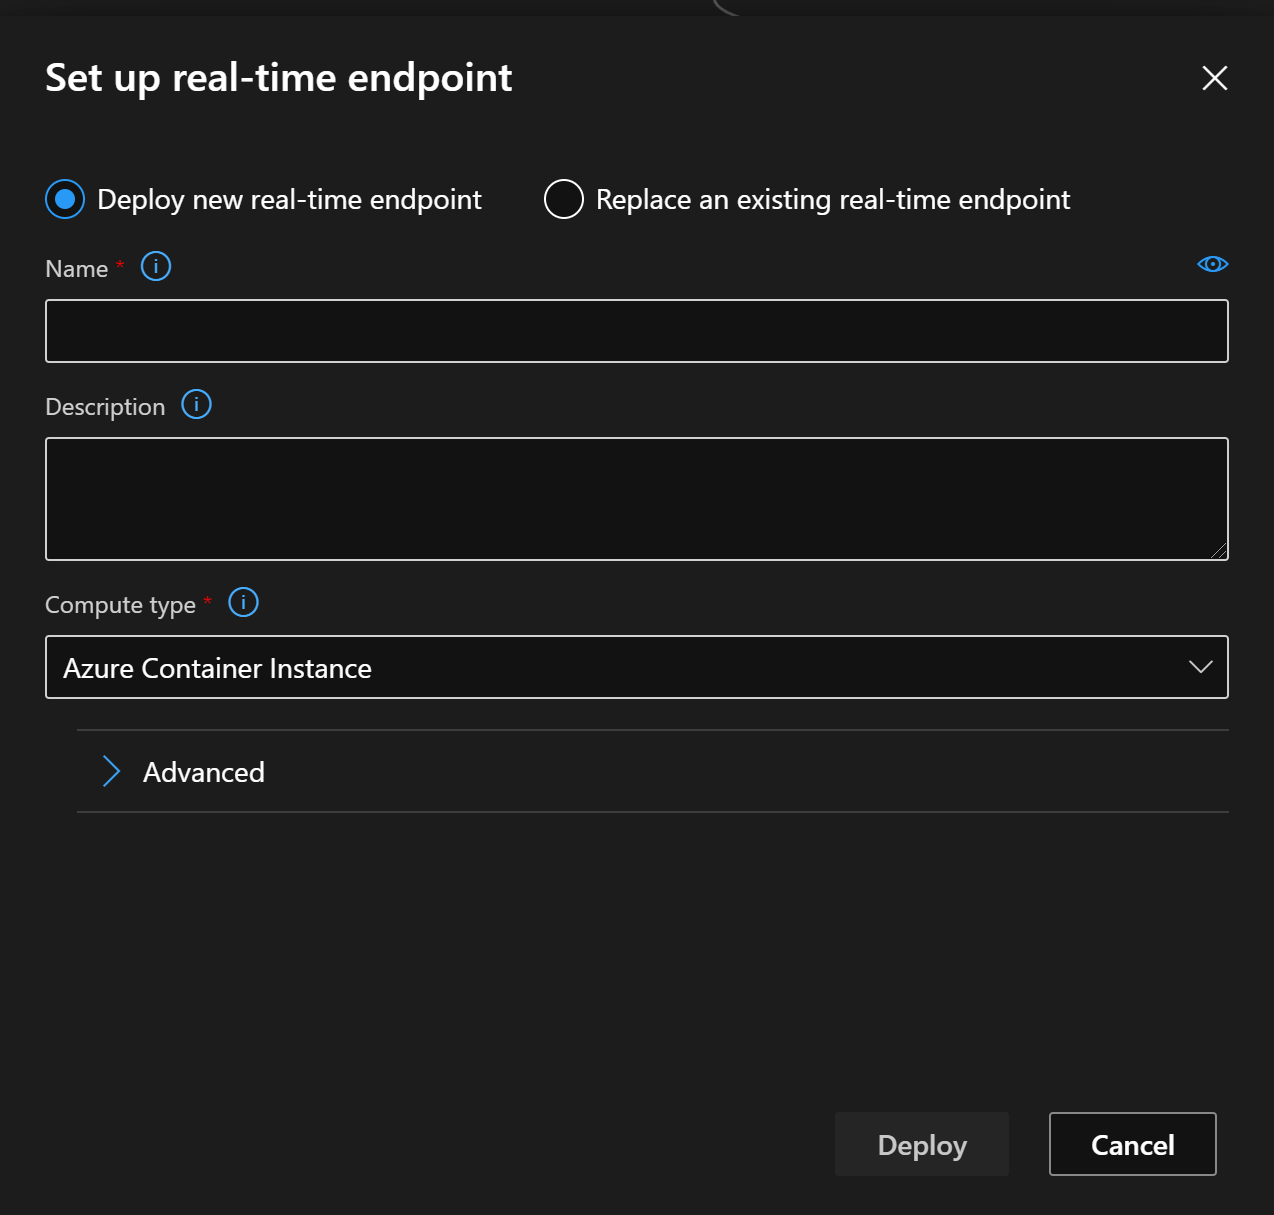 Set up real-time endpoint
Deploy new real-time endpoint
Replace an existing real-time endpoint
Name *
Description
Compute type *
Azure Container Instance
Advanced
Deploy
Cancel